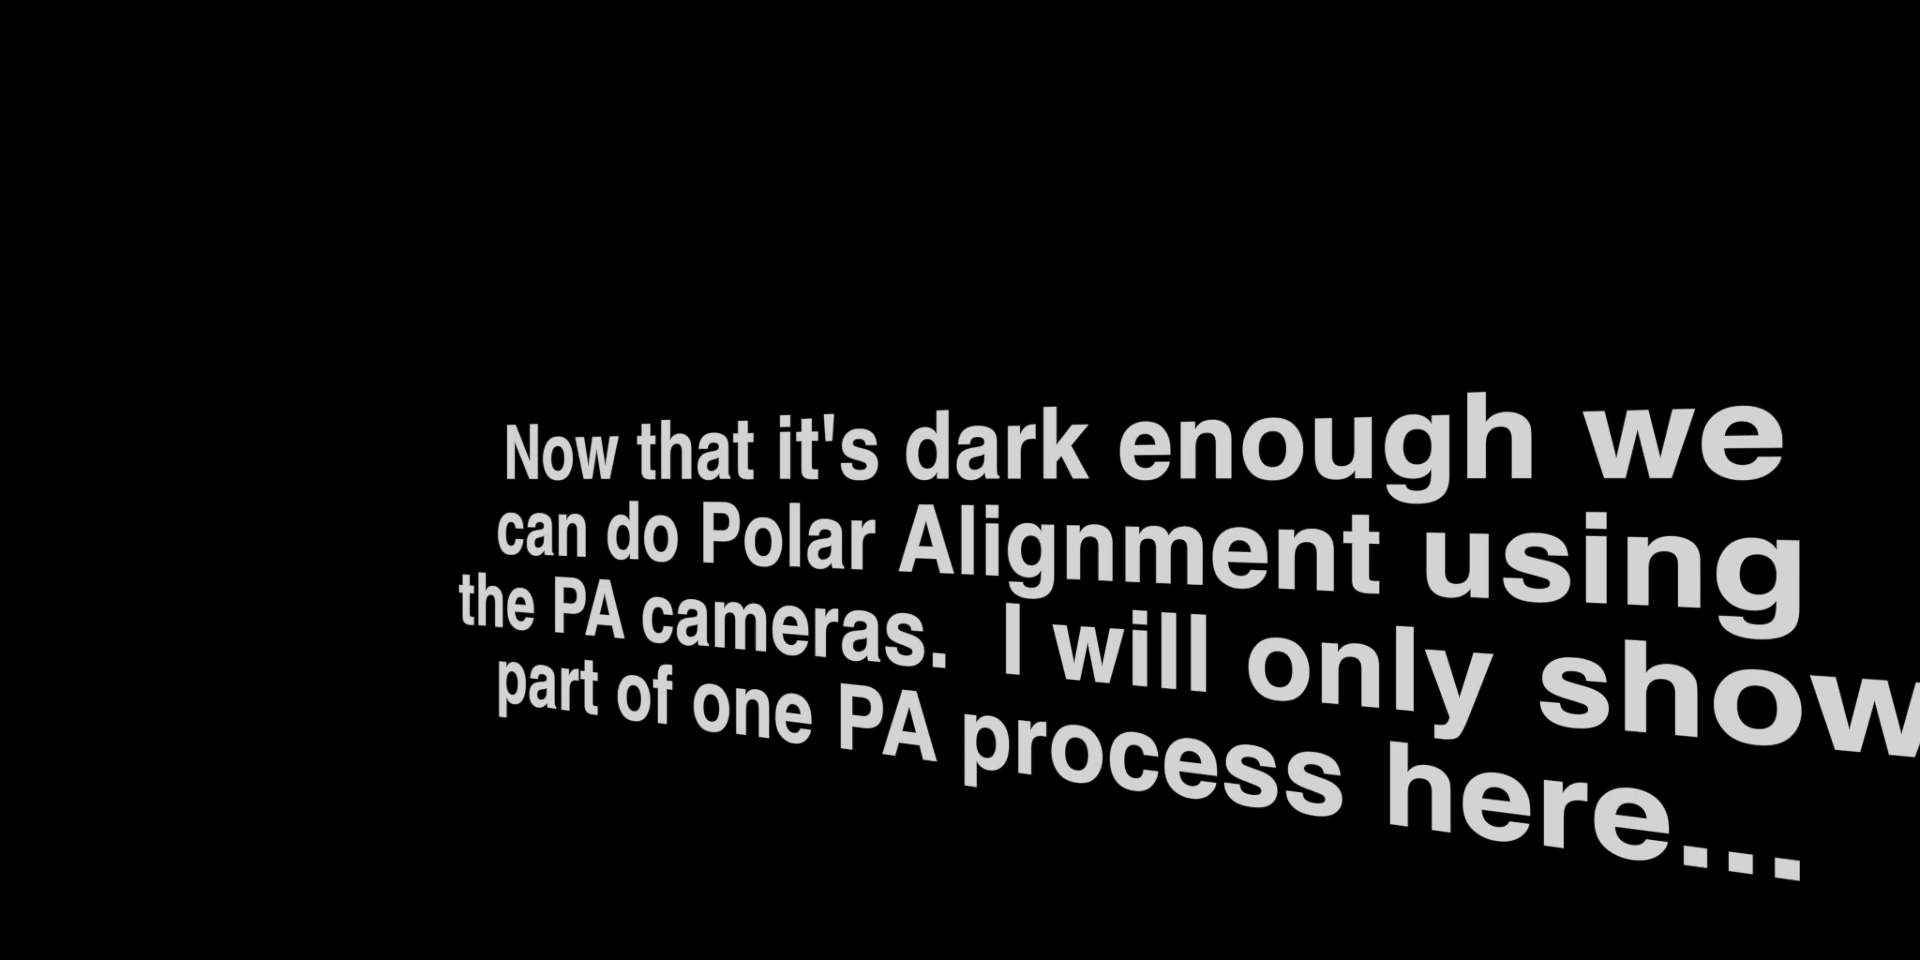 Now that it's dark enough we
can do Polar Alignment using
the PA cameras.  I will only show
part of one PA process here...